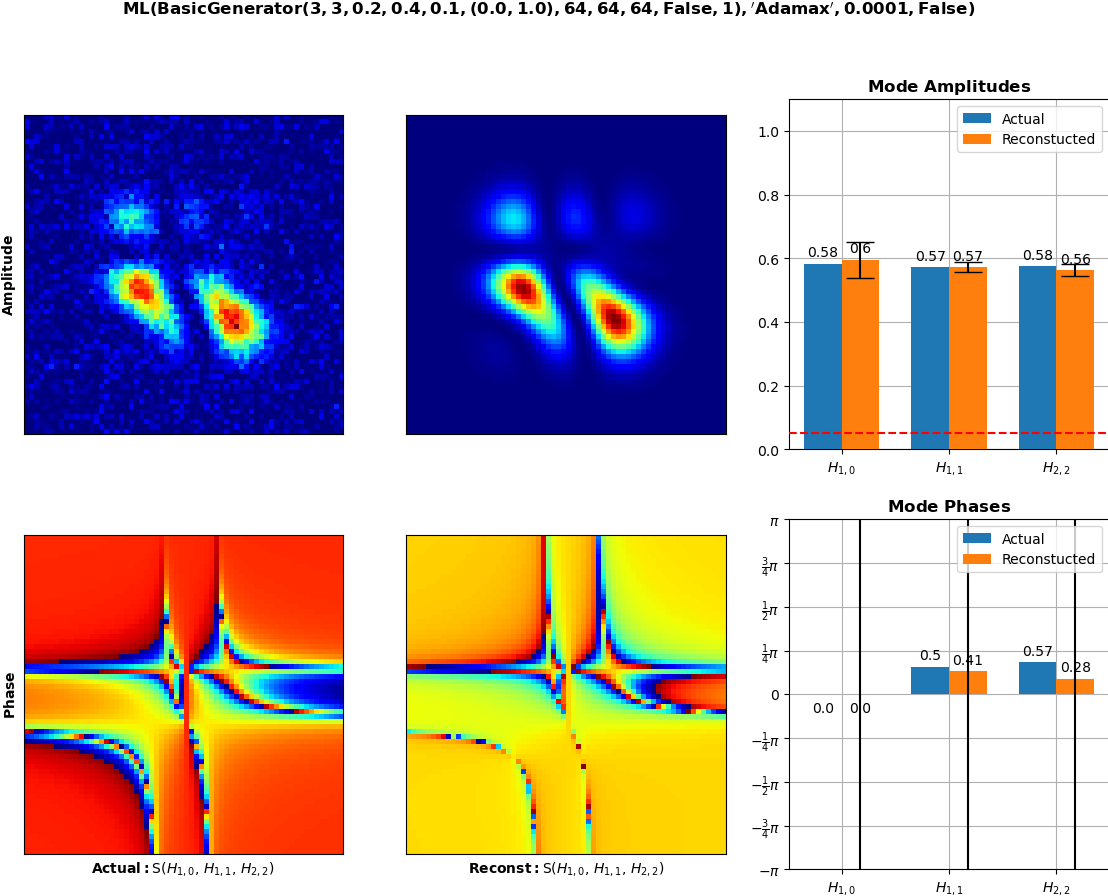 ML(BasicGenerator(3, 3, 0.2, 0.4, 0.1, (0.0, 1.0), 64, 64, 64, False, 1), ′Adamax′, 0.0001, False)
Amplitude
Mode Amplitudes
Actual
Reconstucted
1.0
0.8
0.6
0.4
0.2
0.0
0.58
0.6
0.57
0.57
0.58
0.56
H1,0
H1,1
H2,2
Phase
Actual: S(H1,0, H1,1, H2,2)
Reconst: S(H1,0, H1,1, H2,2)
Mode Phases
Actual
Reconstucted
π
3/4π
1/2π
1/4π
0
−1/4π
−1/2π
−3/4π
−π
0.0
0.0
0.5
0.41
0.57
0.28
H1,0
H1,1
H2,2